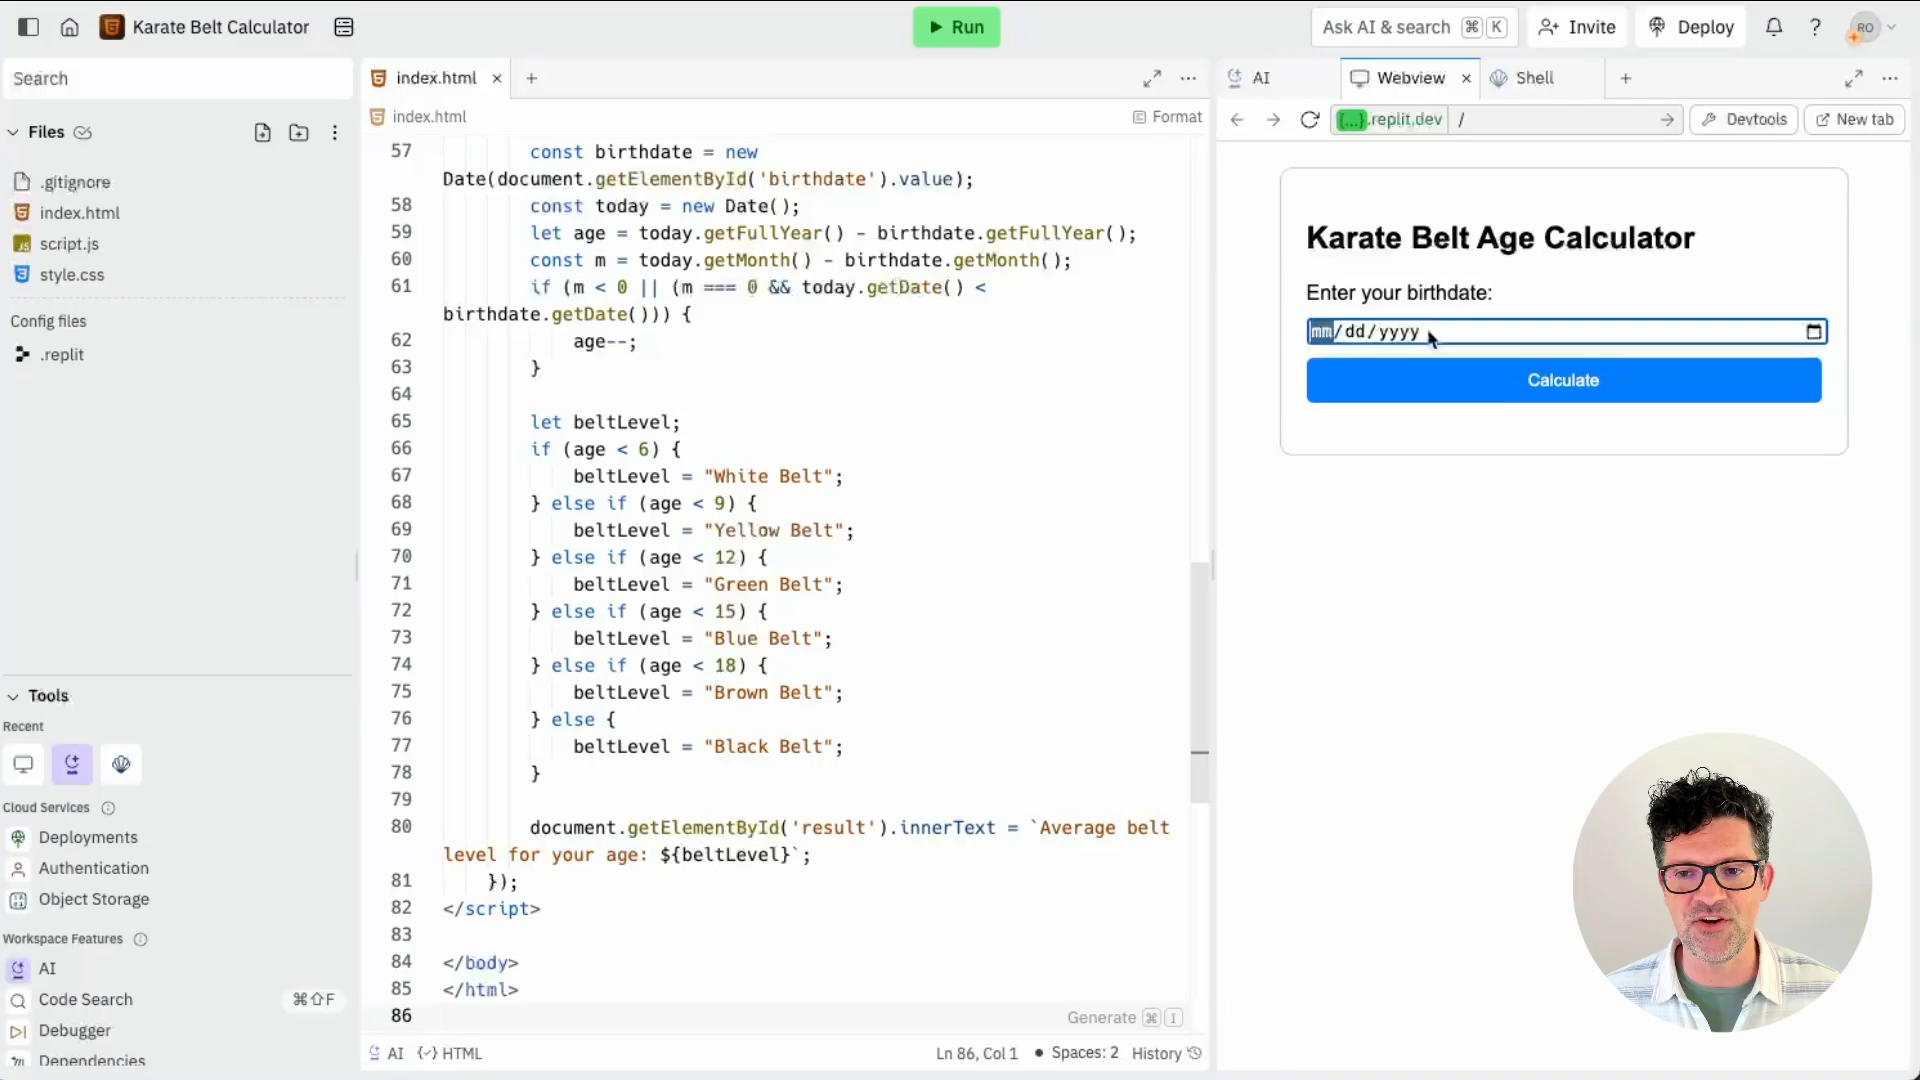 Karate Belt Calculator
Run
Ask AI & search ⌘ K
Invite
Deploy
?
RO
Search
Files
.gitignore
index.html
script.js
style.css
Config files
.replit
Tools
Recent
Cloud Services
Deployments
Authentication
Object Storage
Workspace Features
AI
Code Search ⌘⇧F
Debugger
Dependencies
index.html
index.html
Format
57 const birthdate = new
Date(document.getElementById('birthdate').value);
58 const today = new Date();
59 let age = today.getFullYear() - birthdate.getFullYear();
60 const m = today.getMonth() - birthdate.getMonth();
61 if (m < 0 || (m === 0 && today.getDate() <
birthdate.getDate())) {
62 age--;
63 }
64
65 let beltLevel;
66 if (age < 6) {
67 beltLevel = "White Belt";
68 } else if (age < 9) {
69 beltLevel = "Yellow Belt";
70 } else if (age < 12) {
71 beltLevel = "Green Belt";
72 } else if (age < 15) {
73 beltLevel = "Blue Belt";
74 } else if (age < 18) {
75 beltLevel = "Brown Belt";
76 } else {
77 beltLevel = "Black Belt";
78 }
79
80 document.getElementById('result').innerText = `Average belt
level for your age: ${beltLevel}`;
81 });
82 </script>
83
84 </body>
85 </html>
86
Generate ⌘ I
AI HTML
Ln 86, Col 1 • Spaces: 2 History
AI
Webview
Shell
{...}.replit.dev /
Devtools
New tab
Karate Belt Age Calculator
Enter your birthdate:
mm/dd/yyyy
Calculate